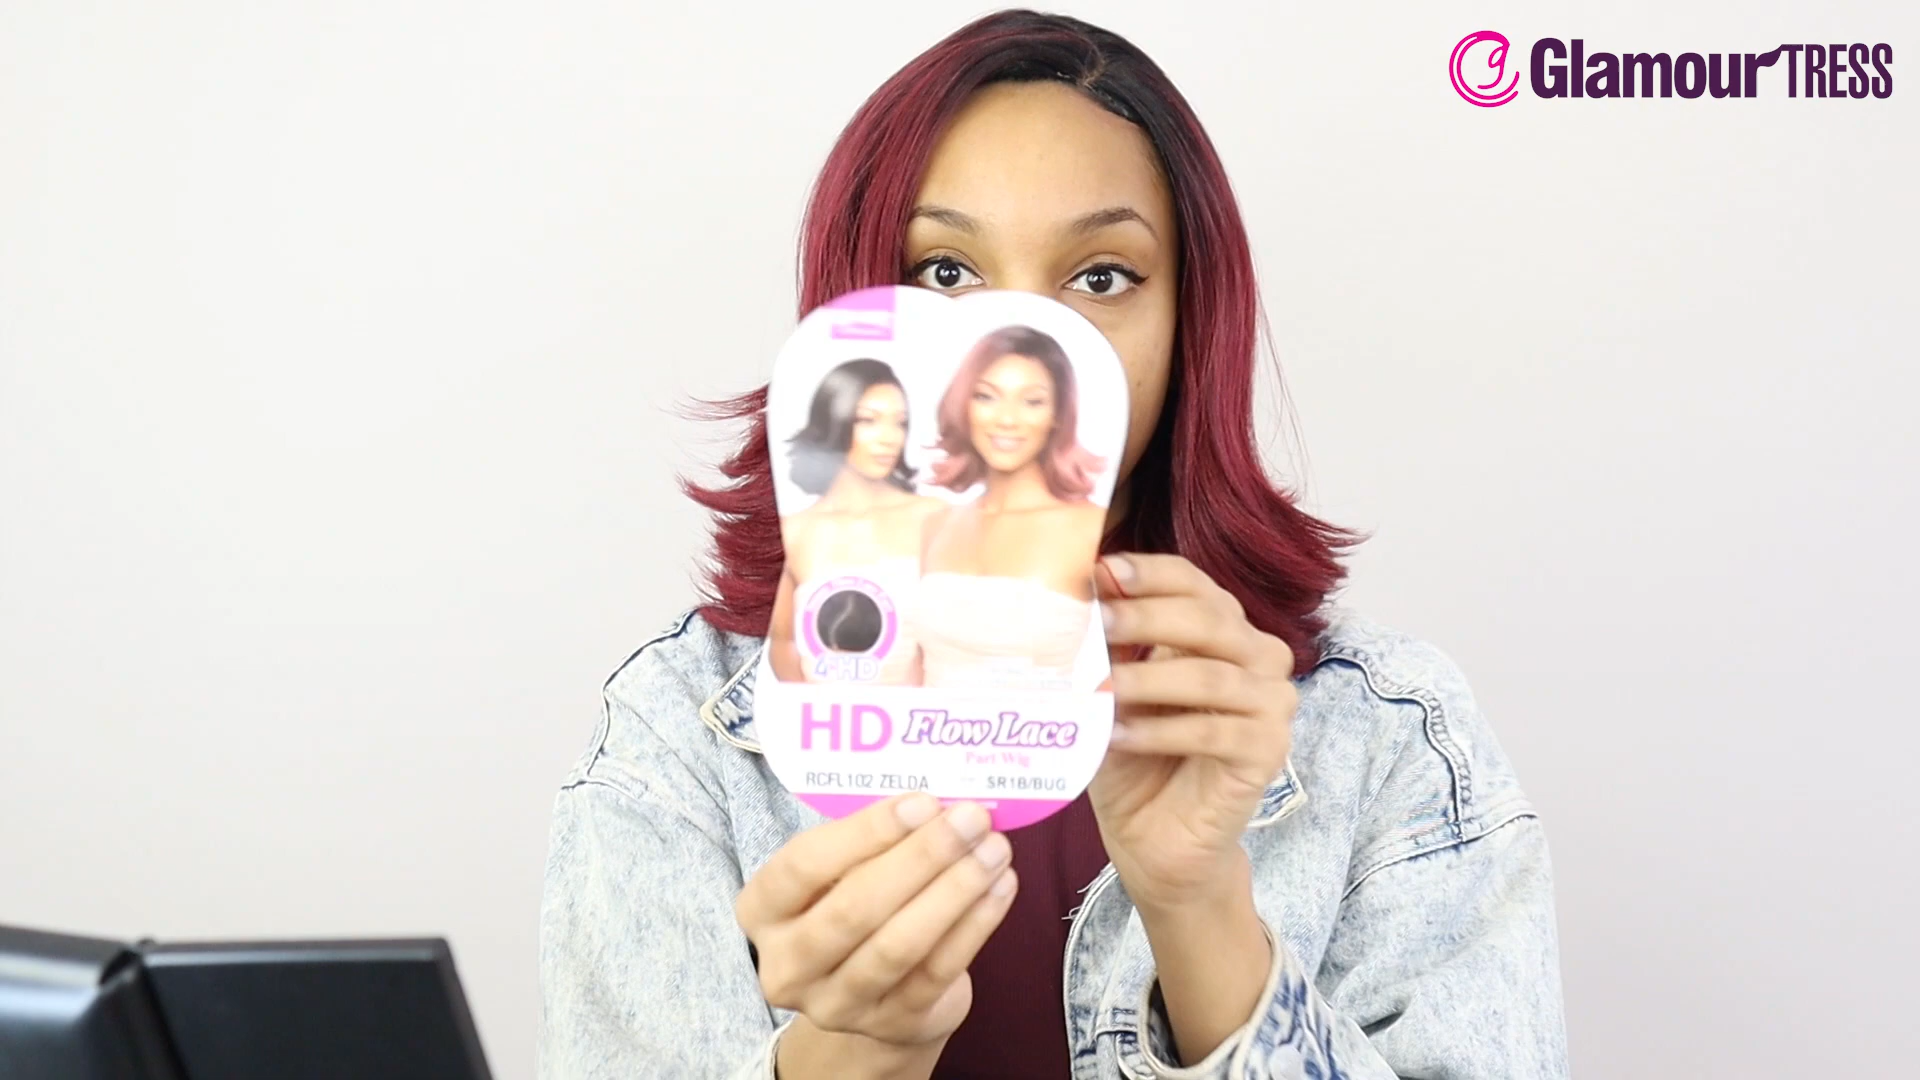 GlamourTRESS
4-HD
HD Flow Lace
Part Wig
RCFL102 ZELDA SR1B/BUG